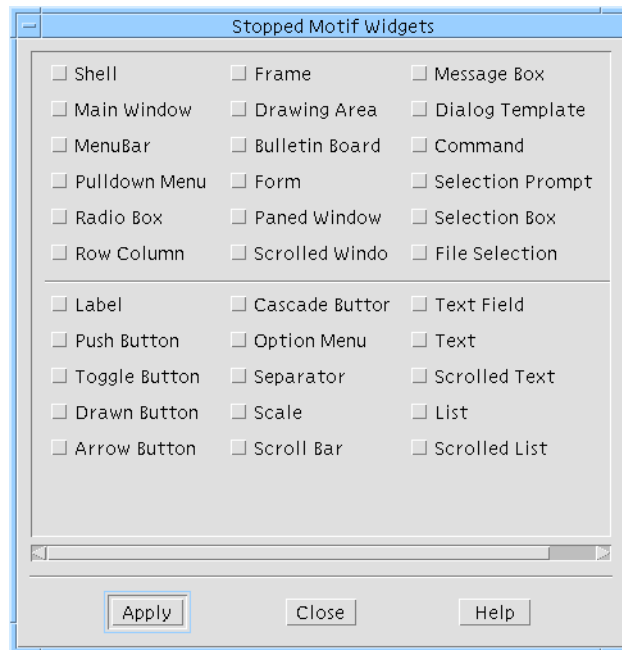 Stopped Motif Widgets
Shell Frame Message Box
Main Window Drawing Area Dialog Template
MenuBar Bulletin Board Command
Pulldown Menu Form Selection Prompt
Radio Box Paned Window Selection Box
Row Column Scrolled Windo File Selection
Label Cascade Buttor Text Field
Push Button Option Menu Text
Toggle Button Separator Scrolled Text
Drawn Button Scale List
Arrow Button Scroll Bar Scrolled List
Apply Close Help